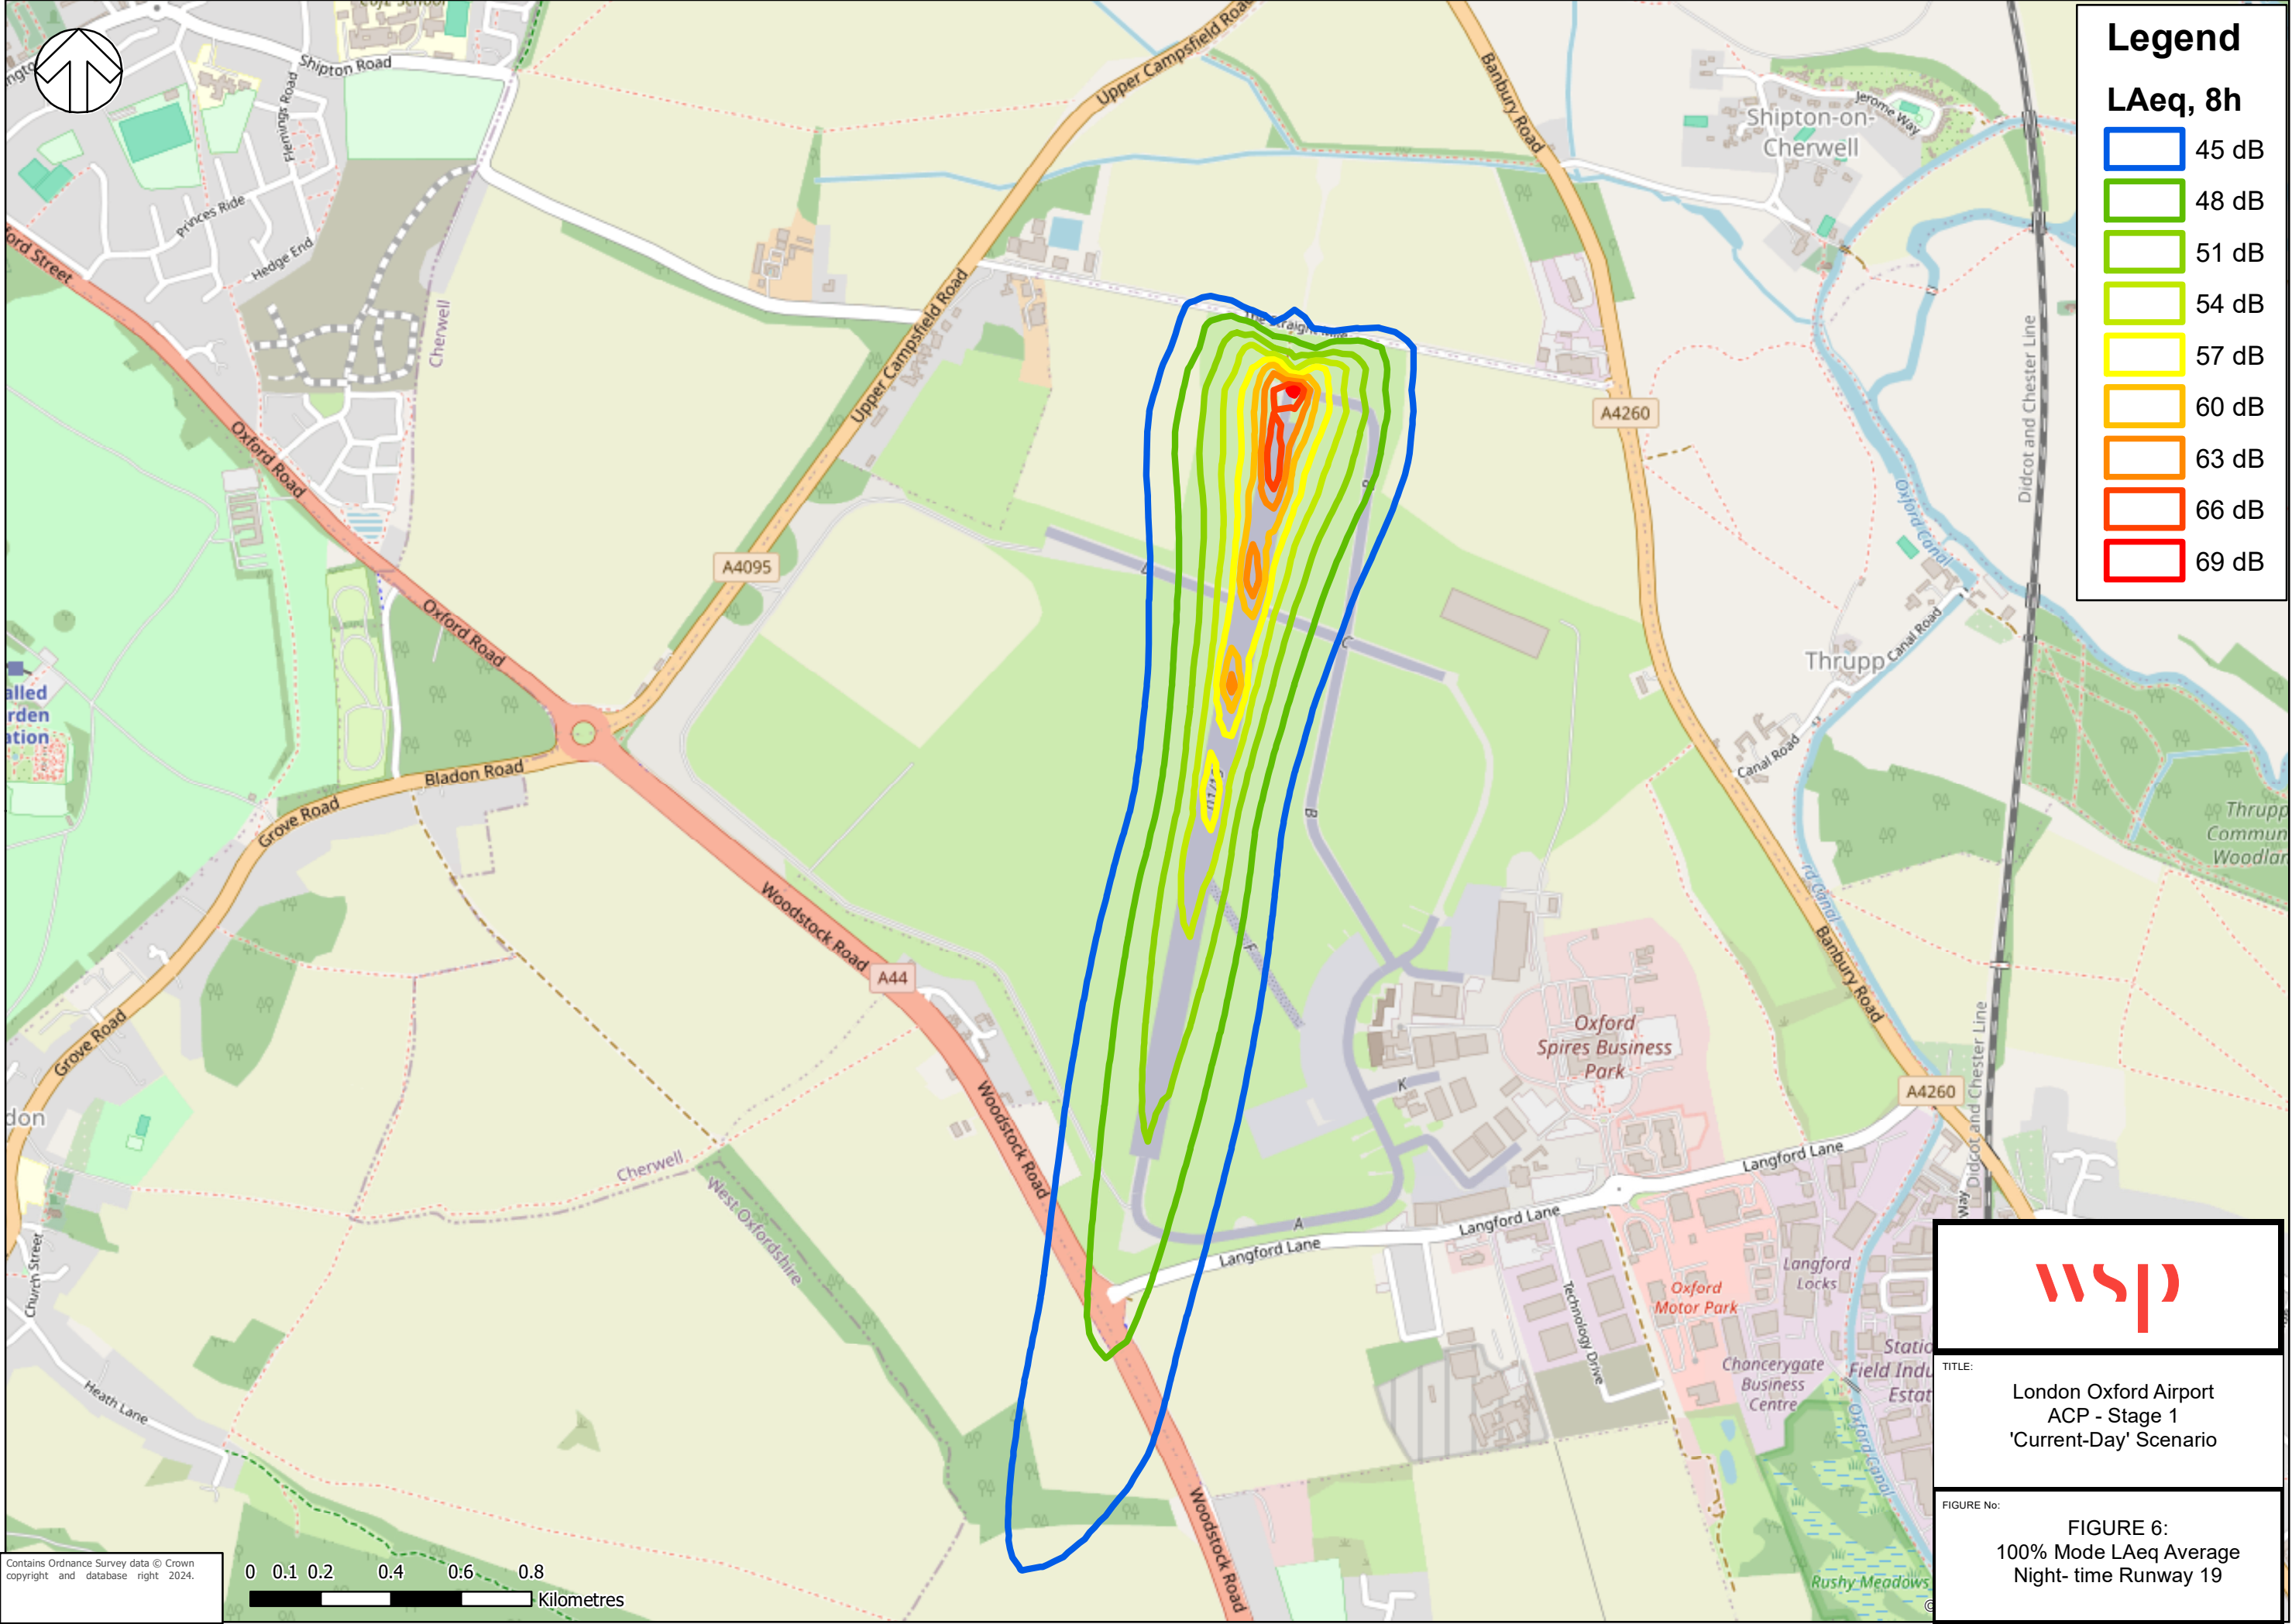 Shipton Road
Flemings Road
Princes Ride
Hedge End
Cherwell
Oxford Road
Oxford Road
Upper Campsfield Road
Upper Campsfield Road
Banbury Road
Shipton-on-
Cherwell
Jerome Way
A4260
A4095
Didcot and Chester Line
Oxford Canal
Thrupp
Canal Road
Canal Road
Bladon Road
Grove Road
Grove Road
Woodstock Road
A44
Woodstock Road
Woodstock Road
B
C
B
F
K
A
Oxford
Spires Business
Park
Banbury Road
A4260
Didcot and Chester Line
Langford Lane
Langford Lane
Langford Lane
Technology Drive
Oxford
Motor Park
Langford
Locks
Chancerygate
Business
Centre
Oxford Canal
Rushy Meadows
Cherwell
West Oxfordshire
Church Street
Heath Lane
Legend
LAeq, 8h
45 dB
48 dB
51 dB
54 dB
57 dB
60 dB
63 dB
66 dB
69 dB
wsp
TITLE:
London Oxford Airport
ACP - Stage 1
'Current-Day' Scenario
FIGURE No:
FIGURE 6:
100% Mode LAeq Average
Night- time Runway 19
Contains Ordnance Survey data © Crown
copyright and database right 2024.
0 0.1 0.2 0.4 0.6 0.8
Kilometres